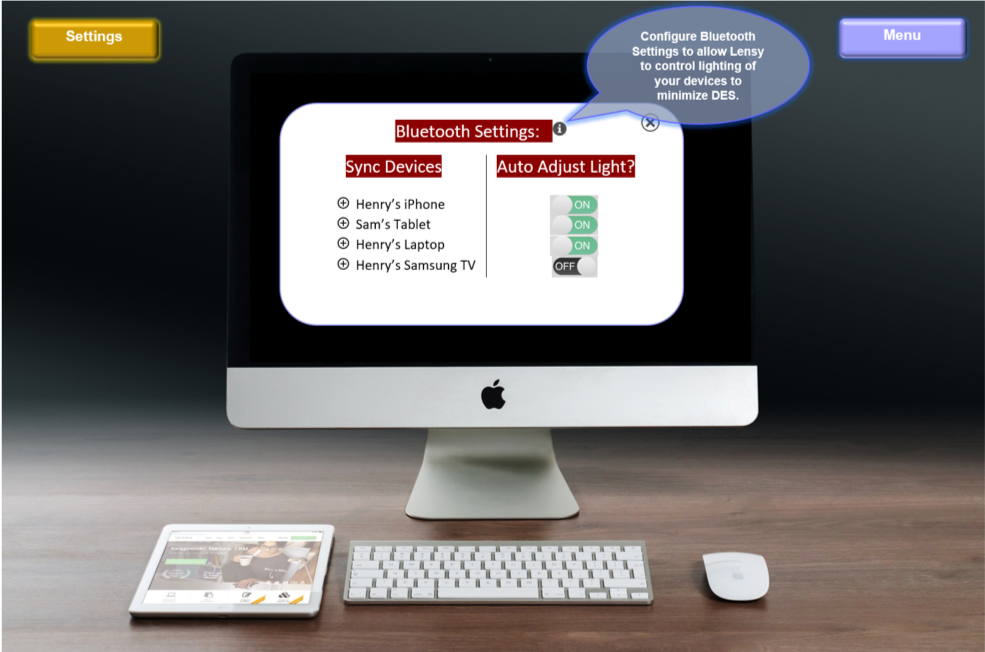 Settings
Configure Bluetooth
Settings to allow Lensy
to control lighting of
your devices to
minimize DES.
Menu
Bluetooth Settings:
Sync Devices
Auto Adjust Light?
Henry’s iPhone
ON
Sam’s Tablet
ON
Henry’s Laptop
ON
Henry’s Samsung TV
OFF